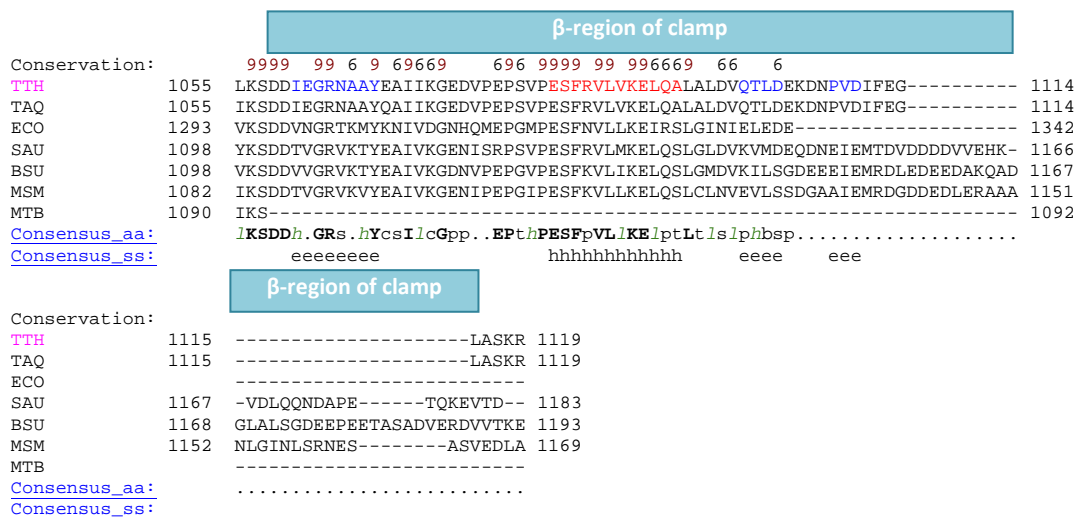 β-region of clamp
Conservation: 9999 99 6 9 69669 696 9999 99 996669 66 6
TTH 1055 LKSDDIEGRNAAYEAIIKGEDVPEPSVPESFRVLVKELQALALDVQTLDEKDNPVDIFEG---------- 1114
TAQ 1055 IKSDDIEGRNAAYQAIIKGEDVPEPSVPESFRVLVKELQALALDVQTLDEKDNPVDIFEG---------- 1114
ECO 1293 VKSDDVNGRTKMYKNIVDGNHQMEPGMPESFNVLLKEIRSLGINIELEDE-------------------- 1342
SAU 1098 YKSDDTVGRVKTYEAIVKGENISRPSVPESFRVLMKELQSLGLDVKVMDEQDNEIEMTDVDDDDVVEHK- 1166
BSU 1098 VKSDDVVGRVKTYEAIVKGDNVPEPGVPESFKVLIKELQSLGMDVKILSGDEEEIEMRDLEDEEDAKQAD 1167
MSM 1082 IKSDDTVGRVKVYEAIVKGENIPEPGIPESFKVLLKELQSLCLNVEVLSSDGAAIEMRDGDDEDLERAAA 1151
MTB 1090 IKS------------------------------------------------------------------- 1092
Consensus_aa: lKSDDh.GRs.hYcsIlcGpp..EPthPESFpVLlKElptLtlslphbsp....................
Consensus_ss: eeeeeeee hhhhhhhhhhhh eeee eee
β-region of clamp
Conservation:
TTH 1115 ---------------------LASKR 1119
TAQ 1115 ---------------------LASKR 1119
ECO --------------------------
SAU 1167 -VDLQQNDAPE------TQKEVTD-- 1183
BSU 1168 GLALSGDEEPEETASADVERDVVTKE 1193
MSM 1152 NLGINLSRNES--------ASVEDLA 1169
MTB --------------------------
Consensus_aa: ..........................
Consensus_ss: